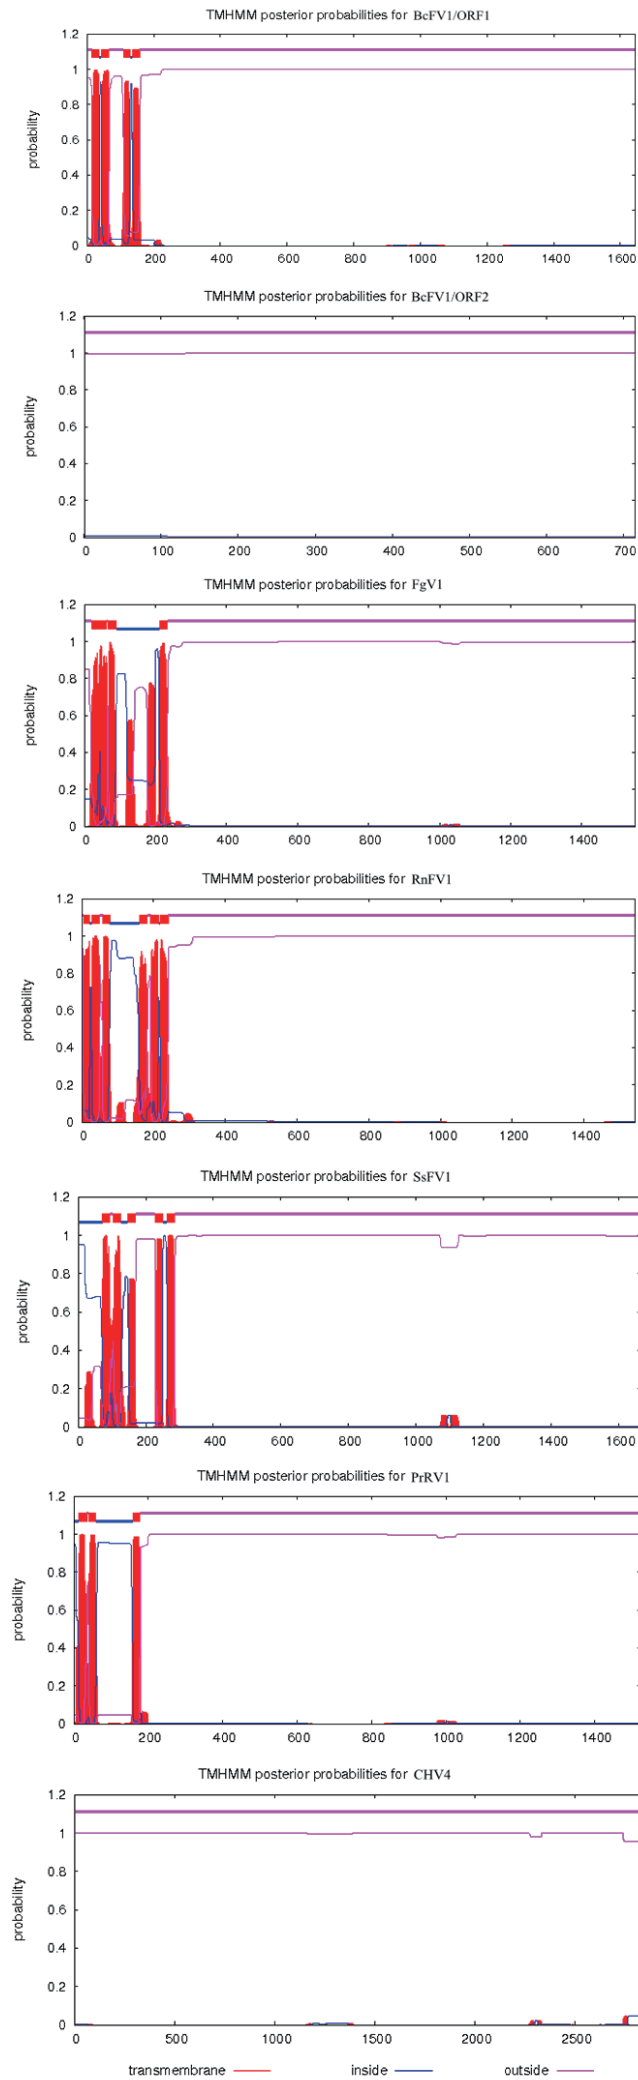 TMHMM posterior probabilities for BcFV1/ORF1
1.2
1
0.8
0.6
0.4
0.2
0
probability
0 200 400 600 800 1000 1200 1400 1600
TMHMM posterior probabilities for BcFV1/ORF2
1.2
1
0.8
0.6
0.4
0.2
0
probability
0 100 200 300 400 500 600 700
TMHMM posterior probabilities for FgV1
1.2
1
0.8
0.6
0.4
0.2
0
probability
0 200 400 600 800 1000 1200 1400
TMHMM posterior probabilities for RnFV1
1.2
1
0.8
0.6
0.4
0.2
0
probability
0 200 400 600 800 1000 1200 1400
TMHMM posterior probabilities for SsFV1
1.2
1
0.8
0.6
0.4
0.2
0
probability
0 200 400 600 800 1000 1200 1400 1600
TMHMM posterior probabilities for PrRV1
1.2
1
0.8
0.6
0.4
0.2
0
probability
0 200 400 600 800 1000 1200 1400
TMHMM posterior probabilities for CHV4
1.2
1
0.8
0.6
0.4
0.2
0
probability
0 500 1000 1500 2000 2500
transmembrane inside outside